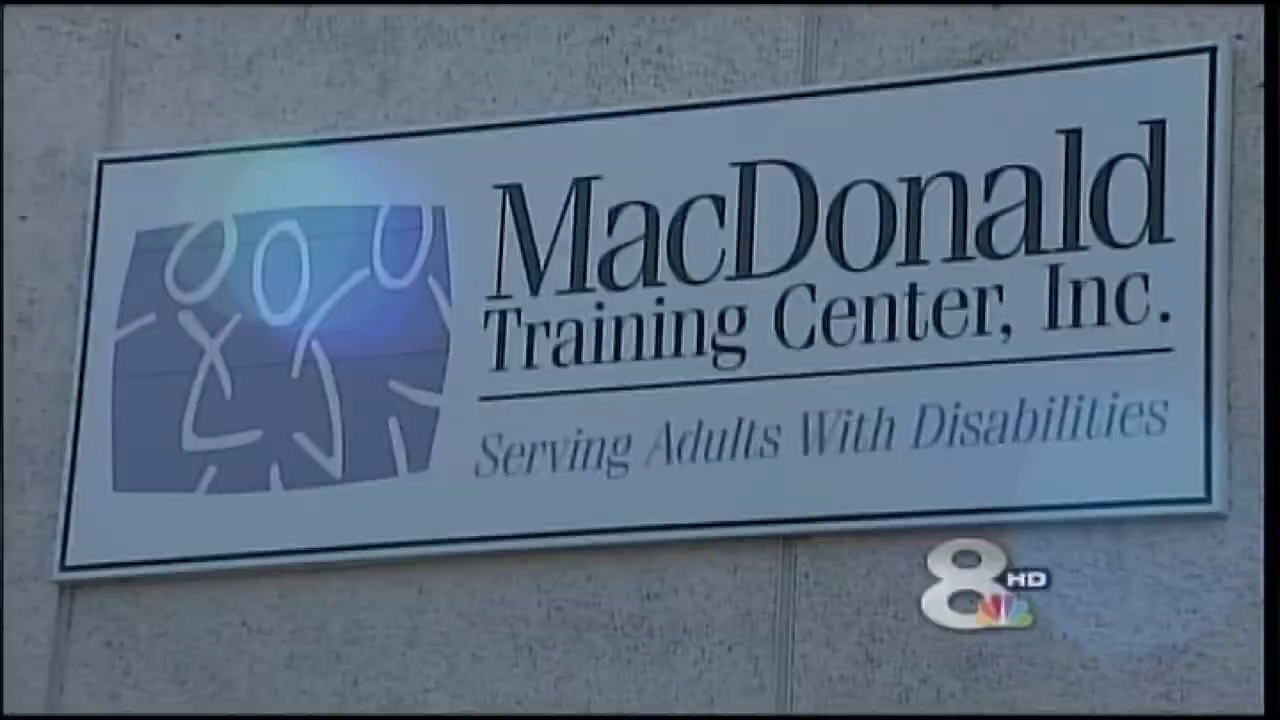 MacDonald
Training Center, Inc.
Serving Adults With Disabilities
8 HD